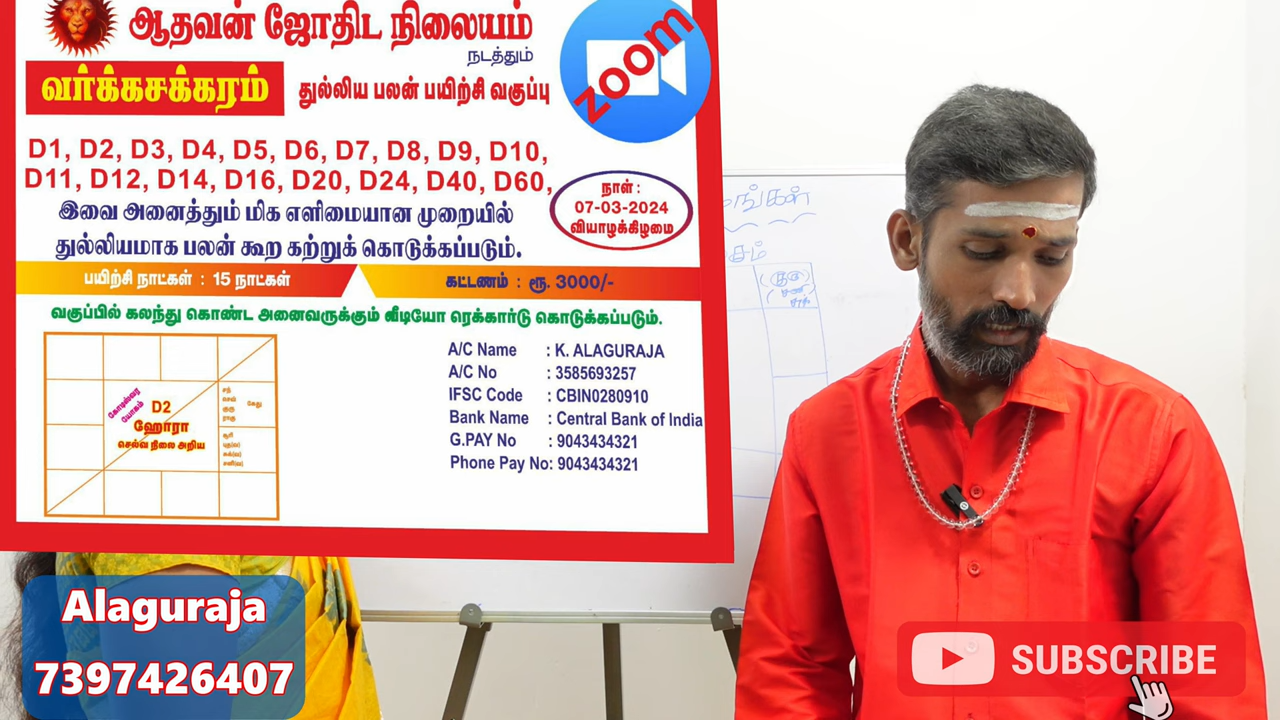 ஆதவன் ஜோதிட நிலையம்
நடத்தும்
வர்க்கசக்கரம்
துல்லிய பலன் பயிற்சி வகுப்பு
zoom
D1, D2, D3, D4, D5, D6, D7, D8, D9, D10,
D11, D12, D14, D16, D20, D24, D40, D60,
இவை அனைத்தும் மிக எளிமையான முறையில்
துல்லியமாக பலன் கூற கற்றுக் கொடுக்கப்படும்.
நாள் :
07-03-2024
வியாழக்கிழமை
பயிற்சி நாட்கள் : 15 நாட்கள்
கட்டணம் : ரூ. 3000/-
வகுப்பில் கலந்து கொண்ட அனைவருக்கும் வீடியோ ரெக்கார்டு கொடுக்கப்படும்.
A/C Name : K. ALAGURAJA
A/C No : 3585693257
IFSC Code : CBIN0280910
Bank Name : Central Bank of India
G.PAY No : 9043434321
Phone Pay No: 9043434321
கோடீஸ்வர
யோகம்
D2
ஹோரா
செல்வ நிலை அறிய
சந்
செவ்
குரு
ராகு
கேது
Alaguraja
7397426407
SUBSCRIBE